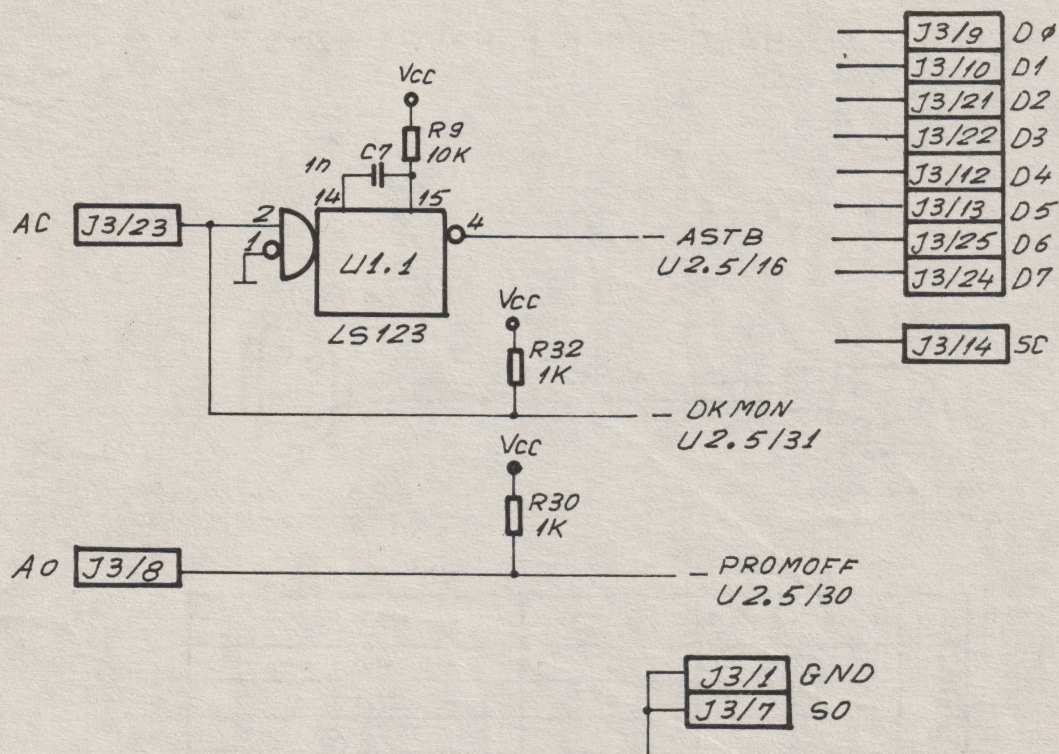 J3/9 DØ
J3/10 D1
J3/21 D2
J3/22 D3
J3/12 D4
J3/13 D5
J3/25 D6
J3/24 D7
J3/14 SC
Vcc
R9
10K
C7
1n
14
15
AC J3/23
2
1
4
U1.1
LS123
ASTB
U2.5/16
Vcc
R32
1K
DKMON
U2.5/31
Vcc
R30
1K
AO J3/8
PROMOFF
U2.5/30
J3/1 GND
J3/7 SO